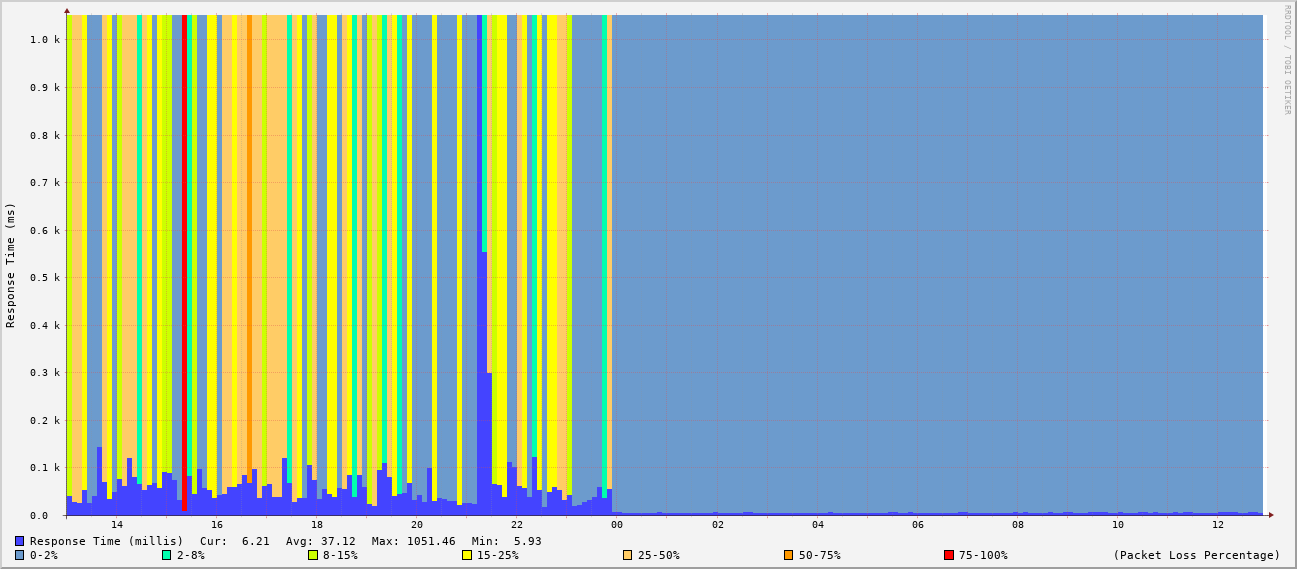 RRDTOOL / TOBI OETIKER
Response Time (ms)
1.0 k
0.9 k
0.8 k
0.7 k
0.6 k
0.5 k
0.4 k
0.3 k
0.2 k
0.1 k
0.0
14 16 18 20 22 00 02 04 06 08 10 12
Response Time (millis) Cur: 6.21 Avg: 37.12 Max: 1051.46 Min: 5.93
0-2% 2-8% 8-15% 15-25% 25-50% 50-75% 75-100% (Packet Loss Percentage)